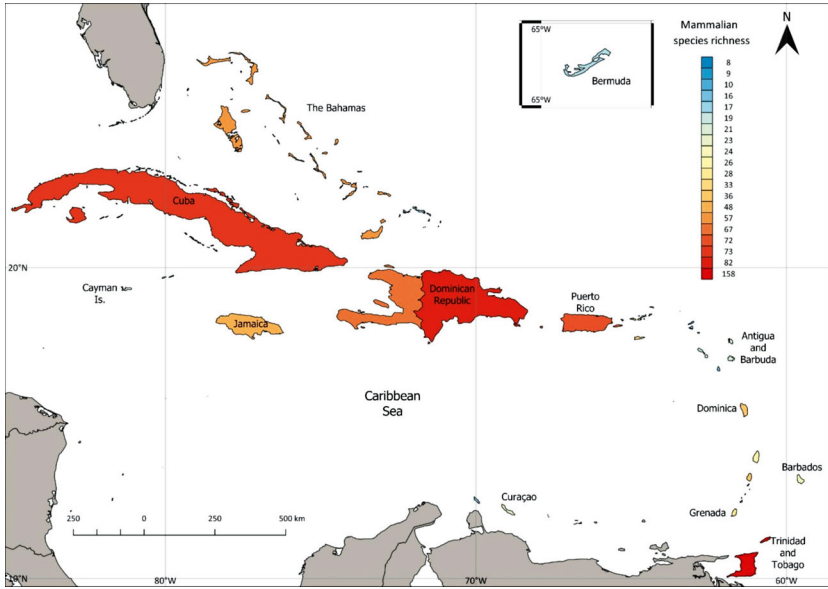 N
65°W
Bermuda
65°W
Mammalian
species richness
8
9
10
16
17
19
21
23
24
26
28
33
36
48
57
67
72
73
82
158
The Bahamas
Cuba
20°N
Cayman
Is.
Jamaica
Dominican
Republic
Puerto
Rico
Antigua
and
Barbuda
Caribbean
Sea
Dominica
Barbados
Curaçao
Grenada
250 0 250 500 km
Trinidad
and
Tobago
10°N
80°W 70°W 60°W